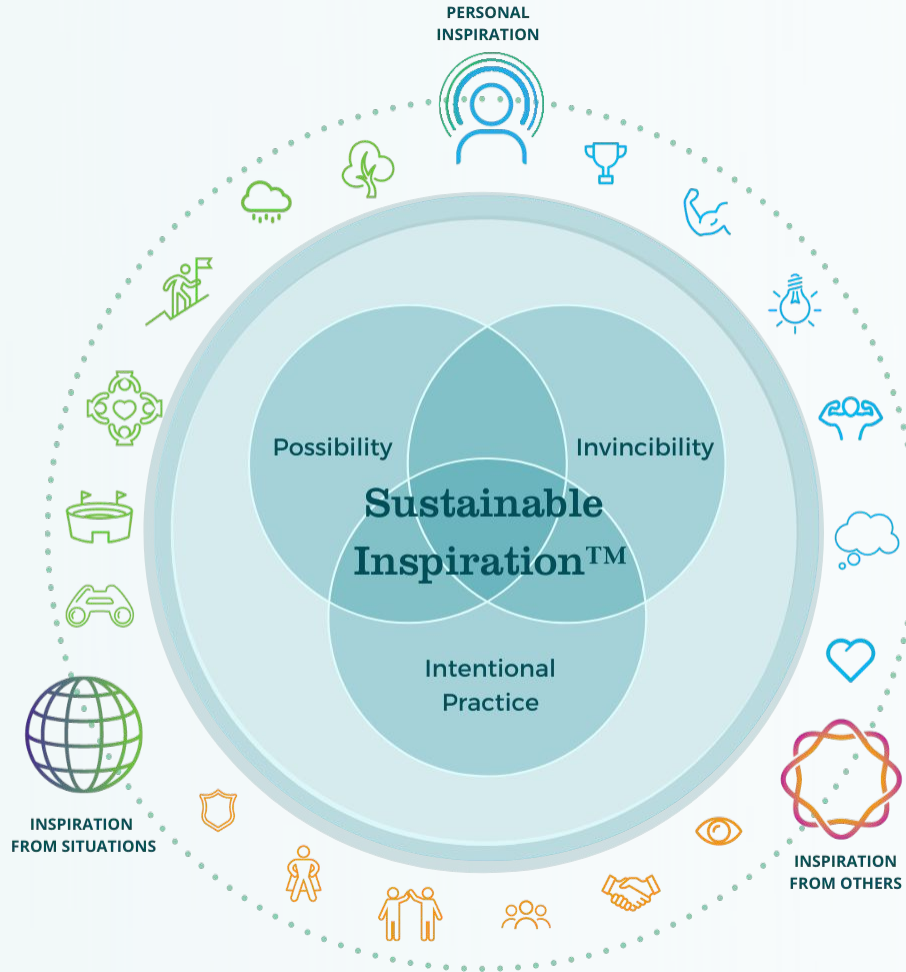 PERSONAL
INSPIRATION
Possibility
Invincibility
Sustainable
Inspiration™
Intentional
Practice
INSPIRATION
FROM SITUATIONS
INSPIRATION
FROM OTHERS